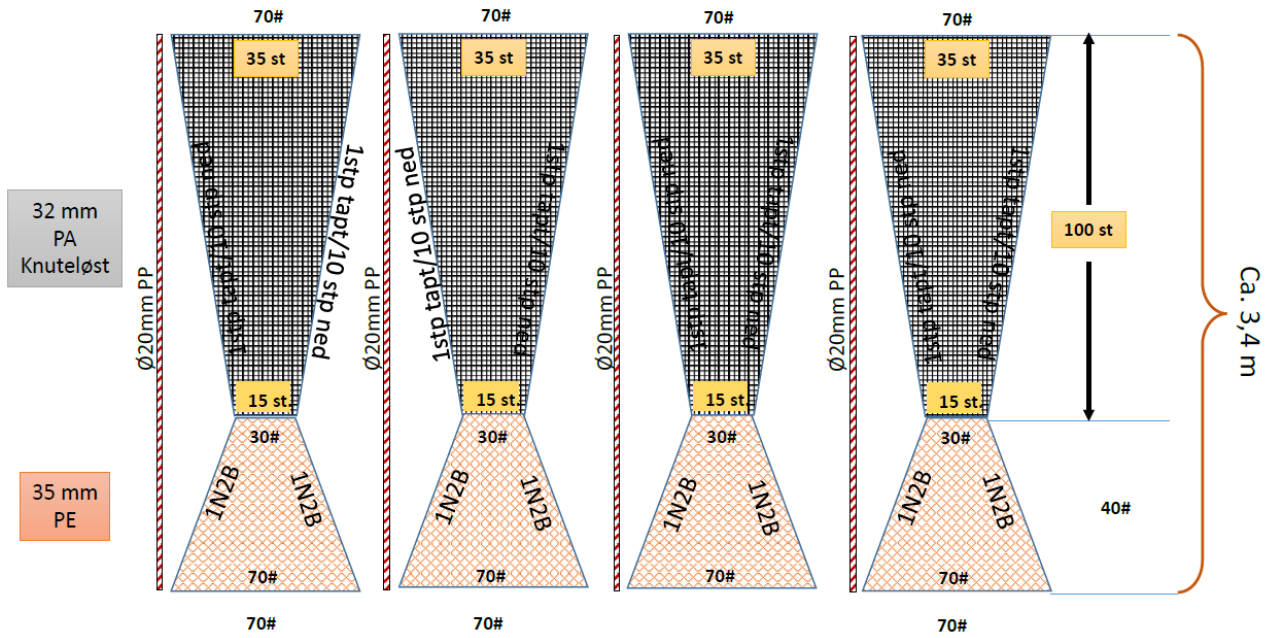 70#
70#
70#
70#
35 st
35 st
35 st
35 st
1stp tapt/10 stp ned
1stp tapt/10 stp ned
1stp tapt/10 stp ned
1stp tapt/10 stp ned
1stp tapt/10 stp ned
1stp tapt/10 stp ned
1stp tapt/10 stp ned
1stp tapt/10 stp ned
32 mm
PA
Knuteløst
100 st
Ø20mm PP
Ø20mm PP
Ø20mm PP
Ø20mm PP
Ca. 3,4 m
15 st.
15 st.
15 st.
15 st.
30#
30#
30#
30#
1N2B
1N2B
1N2B
1N2B
1N2B
1N2B
1N2B
1N2B
35 mm
PE
40#
70#
70#
70#
70#
70#
70#
70#
70#